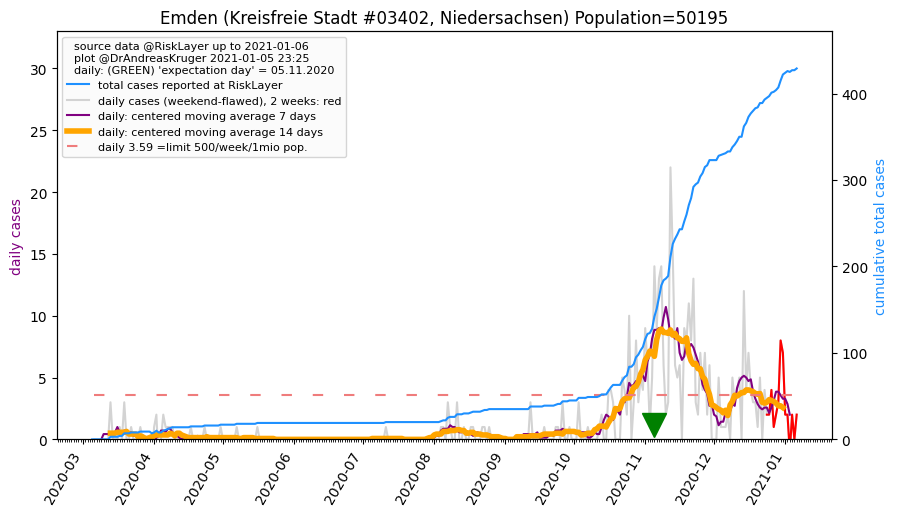 Emden (Kreisfreie Stadt #03402, Niedersachsen) Population=50195
source data @RiskLayer up to 2021-01-06
plot @DrAndreasKruger 2021-01-05 23:25
daily: (GREEN) 'expectation day' = 05.11.2020
total cases reported at RiskLayer
daily cases (weekend-flawed), 2 weeks: red
daily: centered moving average 7 days
daily: centered moving average 14 days
daily 3.59 =limit 500/week/1mio pop.
daily cases
30
25
20
15
10
5
0
cumulative total cases
400
300
200
100
0
2020-03
2020-04
2020-05
2020-06
2020-07
2020-08
2020-09
2020-10
2020-11
2020-12
2021-01